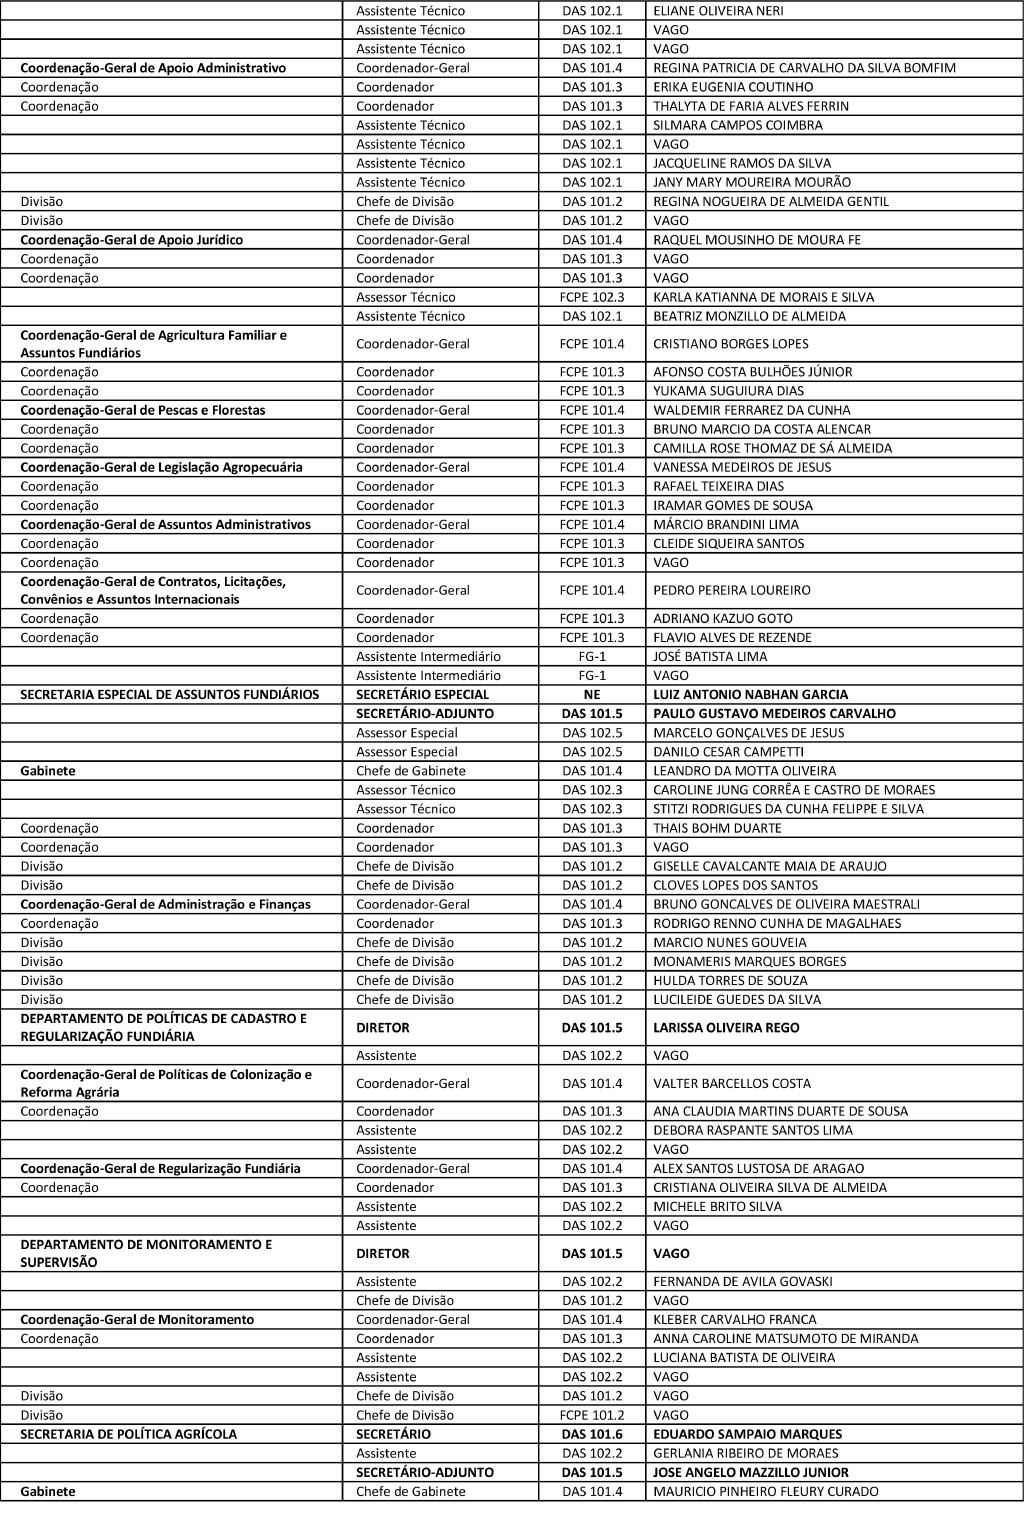 Assistente Técnico DAS 102.1 ELIANE OLIVEIRA NERI
Assistente Técnico DAS 102.1 VAGO
Assistente Técnico DAS 102.1 VAGO
Coordenação-Geral de Apoio Administrativo Coordenador-Geral DAS 101.4 REGINA PATRICIA DE CARVALHO DA SILVA BOMFIM
Coordenação Coordenador DAS 101.3 ERIKA EUGENIA COUTINHO
Coordenação Coordenador DAS 101.3 THALYTA DE FARIA ALVES FERRIN
Assistente Técnico DAS 102.1 SILMARA CAMPOS COIMBRA
Assistente Técnico DAS 102.1 VAGO
Assistente Técnico DAS 102.1 JACQUELINE RAMOS DA SILVA
Assistente Técnico DAS 102.1 JANY MARY MOUREIRA MOURÃO
Divisão Chefe de Divisão DAS 101.2 REGINA NOGUEIRA DE ALMEIDA GENTIL
Divisão Chefe de Divisão DAS 101.2 VAGO
Coordenação-Geral de Apoio Jurídico Coordenador-Geral DAS 101.4 RAQUEL MOUSINHO DE MOURA FE
Coordenação Coordenador DAS 101.3 VAGO
Coordenação Coordenador DAS 101.3 VAGO
Assessor Técnico FCPE 102.3 KARLA KATIANNA DE MORAIS E SILVA
Assistente Técnico DAS 102.1 BEATRIZ MONZILLO DE ALMEIDA
Coordenação-Geral de Agricultura Familiar e
Assuntos Fundiários Coordenador-Geral FCPE 101.4 CRISTIANO BORGES LOPES
Coordenação Coordenador FCPE 101.3 AFONSO COSTA BULHÕES JÚNIOR
Coordenação Coordenador FCPE 101.3 YUKAMA SUGUIURA DIAS
Coordenação-Geral de Pescas e Florestas Coordenador-Geral FCPE 101.4 WALDEMIR FERRAREZ DA CUNHA
Coordenação Coordenador FCPE 101.3 BRUNO MARCIO DA COSTA ALENCAR
Coordenação Coordenador FCPE 101.3 CAMILLA ROSE THOMAZ DE SÁ ALMEIDA
Coordenação-Geral de Legislação Agropecuária Coordenador-Geral FCPE 101.4 VANESSA MEDEIROS DE JESUS
Coordenação Coordenador FCPE 101.3 RAFAEL TEIXEIRA DIAS
Coordenação Coordenador FCPE 101.3 IRAMAR GOMES DE SOUSA
Coordenação-Geral de Assuntos Administrativos Coordenador-Geral FCPE 101.4 MÁRCIO BRANDINI LIMA
Coordenação Coordenador FCPE 101.3 CLEIDE SIQUEIRA SANTOS
Coordenação Coordenador FCPE 101.3 VAGO
Coordenação-Geral de Contratos, Licitações,
Convênios e Assuntos Internacionais Coordenador-Geral FCPE 101.4 PEDRO PEREIRA LOUREIRO
Coordenação Coordenador FCPE 101.3 ADRIANO KAZUO GOTO
Coordenação Coordenador FCPE 101.3 FLAVIO ALVES DE REZENDE
Assistente Intermediário FG-1 JOSÉ BATISTA LIMA
Assistente Intermediário FG-1 VAGO
SECRETARIA ESPECIAL DE ASSUNTOS FUNDIÁRIOS SECRETÁRIO ESPECIAL NE LUIZ ANTONIO NABHAN GARCIA
SECRETÁRIO-ADJUNTO DAS 101.5 PAULO GUSTAVO MEDEIROS CARVALHO
Assessor Especial DAS 102.5 MARCELO GONÇALVES DE JESUS
Assessor Especial DAS 102.5 DANILO CESAR CAMPETTI
Gabinete Chefe de Gabinete DAS 101.4 LEANDRO DA MOTTA OLIVEIRA
Assessor Técnico DAS 102.3 CAROLINE JUNG CORRÊA E CASTRO DE MORAES
Assessor Técnico DAS 102.3 STITZI RODRIGUES DA CUNHA FELIPPE E SILVA
Coordenação Coordenador DAS 101.3 THAIS BOHM DUARTE
Coordenação Coordenador DAS 101.3 VAGO
Divisão Chefe de Divisão DAS 101.2 GISELLE CAVALCANTE MAIA DE ARAUJO
Divisão Chefe de Divisão DAS 101.2 CLOVES LOPES DOS SANTOS
Coordenação-Geral de Administração e Finanças Coordenador-Geral DAS 101.4 BRUNO GONCALVES DE OLIVEIRA MAESTRALI
Coordenação Coordenador DAS 101.3 RODRIGO RENNO CUNHA DE MAGALHAES
Divisão Chefe de Divisão DAS 101.2 MARCIO NUNES GOUVEIA
Divisão Chefe de Divisão DAS 101.2 MONAMERIS MARQUES BORGES
Divisão Chefe de Divisão DAS 101.2 HULDA TORRES DE SOUZA
Divisão Chefe de Divisão DAS 101.2 LUCILEIDE GUEDES DA SILVA
DEPARTAMENTO DE POLÍTICAS DE CADASTRO E
REGULARIZAÇÃO FUNDIÁRIA DIRETOR DAS 101.5 LARISSA OLIVEIRA REGO
Assistente DAS 102.2 VAGO
Coordenação-Geral de Políticas de Colonização e
Reforma Agrária Coordenador-Geral DAS 101.4 VALTER BARCELLOS COSTA
Coordenação Coordenador DAS 101.3 ANA CLAUDIA MARTINS DUARTE DE SOUSA
Assistente DAS 102.2 DEBORA RASPANTE SANTOS LIMA
Assistente DAS 102.2 VAGO
Coordenação-Geral de Regularização Fundiária Coordenador-Geral DAS 101.4 ALEX SANTOS LUSTOSA DE ARAGAO
Coordenação Coordenador DAS 101.3 CRISTIANA OLIVEIRA SILVA DE ALMEIDA
Assistente DAS 102.2 MICHELE BRITO SILVA
Assistente DAS 102.2 VAGO
DEPARTAMENTO DE MONITORAMENTO E
SUPERVISÃO DIRETOR DAS 101.5 VAGO
Assistente DAS 102.2 FERNANDA DE AVILA GOVASKI
Chefe de Divisão DAS 101.2 VAGO
Coordenação-Geral de Monitoramento Coordenador-Geral DAS 101.4 KLEBER CARVALHO FRANCA
Coordenação Coordenador DAS 101.3 ANNA CAROLINE MATSUMOTO DE MIRANDA
Assistente DAS 102.2 LUCIANA BATISTA DE OLIVEIRA
Assistente DAS 102.2 VAGO
Divisão Chefe de Divisão DAS 101.2 VAGO
Divisão Chefe de Divisão FCPE 101.2 VAGO
SECRETARIA DE POLÍTICA AGRÍCOLA SECRETÁRIO DAS 101.6 EDUARDO SAMPAIO MARQUES
Assistente DAS 102.2 GERLANIA RIBEIRO DE MORAES
SECRETÁRIO-ADJUNTO DAS 101.5 JOSE ANGELO MAZZILLO JUNIOR
Gabinete Chefe de Gabinete DAS 101.4 MAURICIO PINHEIRO FLEURY CURADO